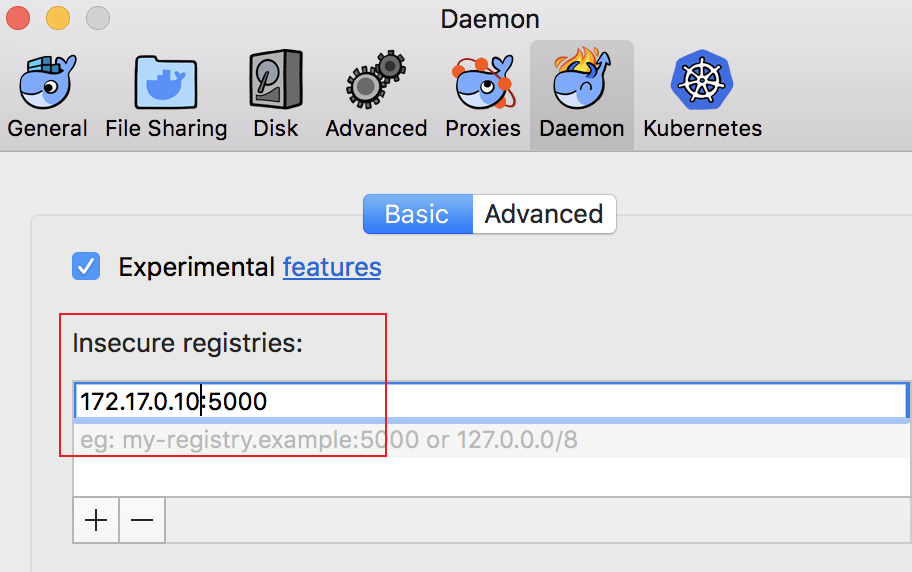 Daemon
General File Sharing Disk Advanced Proxies Daemon Kubernetes
Basic Advanced
Experimental features
Insecure registries:
172.17.0.10:5000
eg: my-registry.example:5000 or 127.0.0.0/8